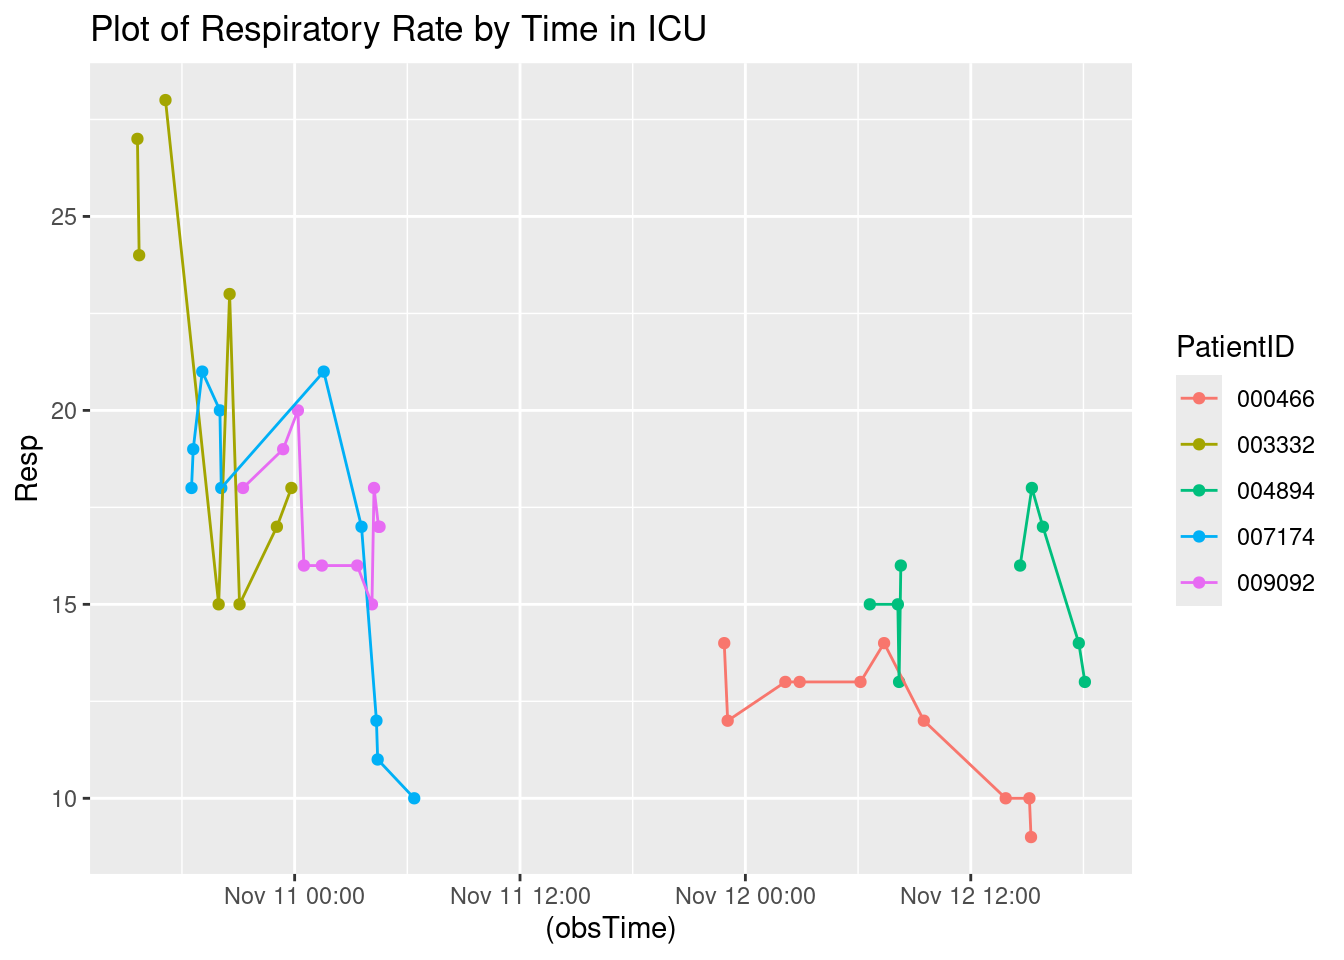 Plot of Respiratory Rate by Time in ICU
Resp
25
20
15
10
Nov 11 00:00
Nov 11 12:00
Nov 12 00:00
Nov 12 12:00
(obsTime)
PatientID
000466
003332
004894
007174
009092